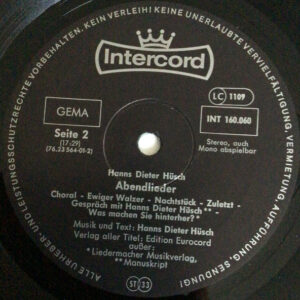 ALLE URHEBER- UND LEISTUNGSSCHUTZRECHTE VORBEHALTEN. KEIN VERLEIH! KEINE UNERLAUBTE VERVIELFÄLTIGUNG, VERMIETUNG, AUFFÜHRUNG, SENDUNG!
Intercord
LC 1109
GEMA
INT 160.060
Seite 2
(17:29)
(76.23 564-01-2)
Stereo, auch
Mono abspielbar
Hanns Dieter Hüsch
Abendlieder
Choral - Ewiger Walzer - Nachtstück - Zuletzt -
Gespräch mit Hanns Dieter Hüsch** -
Was machen Sie hinterher?*
Musik und Text: Hanns Dieter Hüsch
Verlag aller Titel: Edition Eurocord
außer:
*Liedermacher Musikverlag,
**Manuskript
ST 33